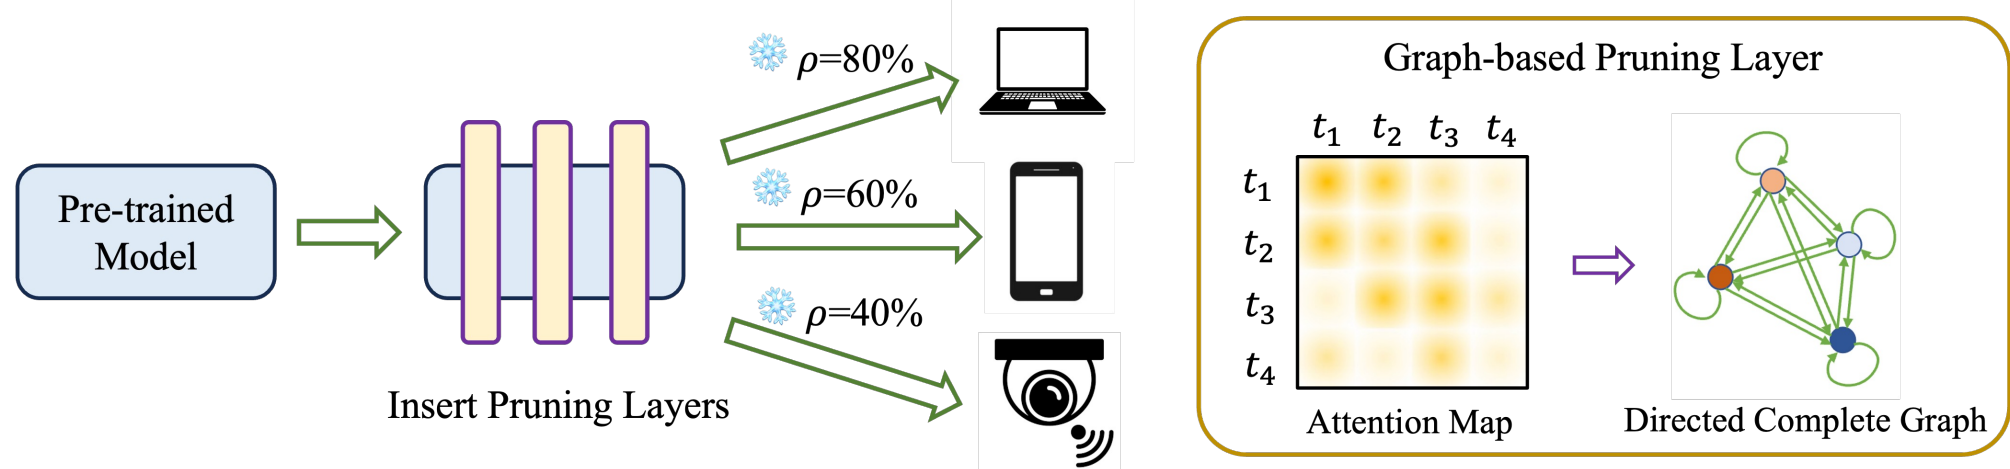 Pre-trained
Model
Insert Pruning Layers
ρ=80%
ρ=60%
ρ=40%
Graph-based Pruning Layer
t₁ t₂ t₃ t₄
t₁
t₂
t₃
t₄
Attention Map
Directed Complete Graph